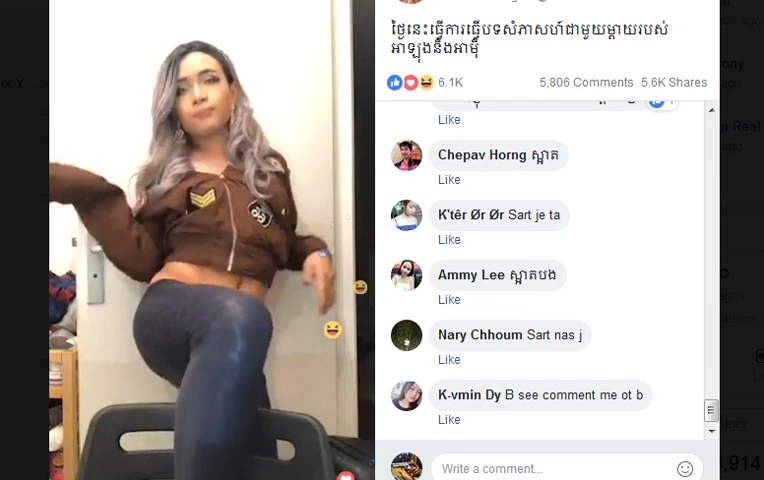 ថ្ងៃនេះធ្វើការធ្វើបទសំភាសហ៍ជាមួយម្ដាយរបស់
អាឡុងនិងអាម៉ី
6.1K 5,806 Comments 5.6K Shares
Like
Chepav Horng ស្អាត
Like
K'têr Ør Ør Sart je ta
Like
Ammy Lee ស្អាតបង
Like
Nary Chhoum Sart nas j
Like
K-vmin Dy B see comment me ot b
Like
Write a comment...